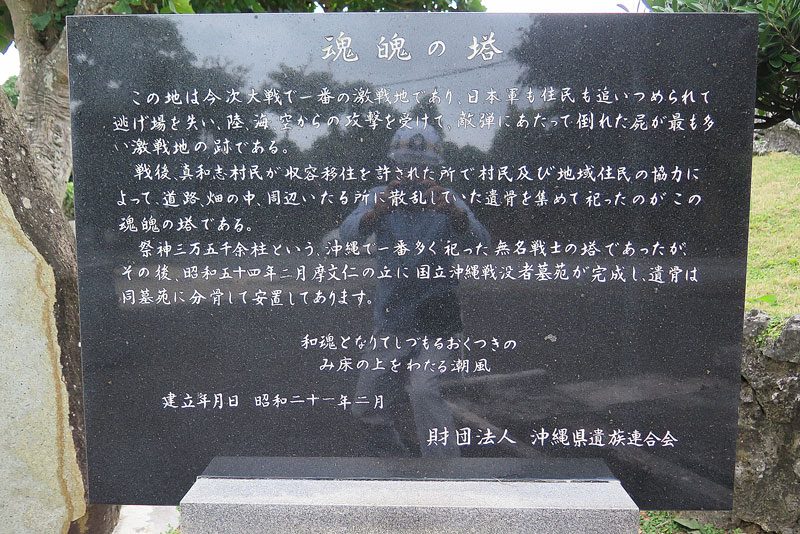 魂魄の塔
この地は今次大戦で一番の激戦地であり、日本軍も住民も追いつめられて
逃げ場を失い、陸、海、空からの攻撃を受けて、敵弾にあたって倒れた屍が最も多
い激戦地の跡である。
戦後、真和志村民が収容移住を許された所で村民及び地域住民の協力に
よって、道路、畑の中、周辺いたる所に散乱していた遺骨を集めて祀ったのがこの
魂魄の塔である。
祭神三万五千余柱という、沖縄で一番多く祀った無名戦士の塔であったが、
その後、昭和五十四年二月摩文仁の丘に国立沖縄戦没者墓苑が完成し、遺骨は
同墓苑に分骨して安置してあります。
和魂となりてしづもるおくつきの
み床の上をわたる潮風
建立年月日 昭和二十一年二月
財団法人 沖縄県遺族連合会